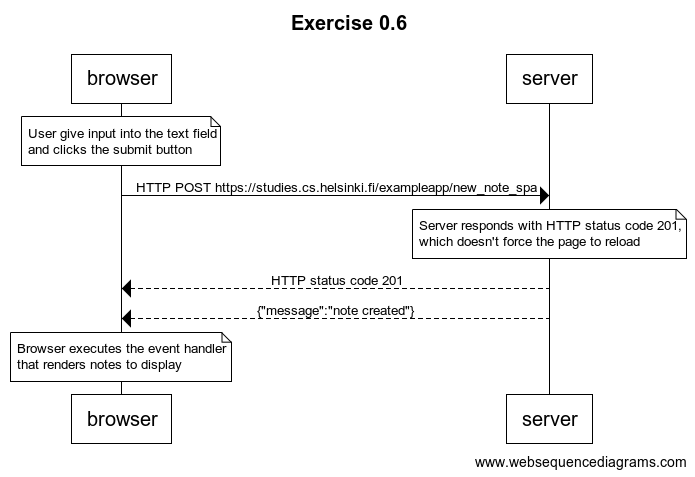 Exercise 0.6
browser
server
User give input into the text field
and clicks the submit button
HTTP POST https://studies.cs.helsinki.fi/exampleapp/new_note_spa
Server responds with HTTP status code 201,
which doesn't force the page to reload
HTTP status code 201
{"message":"note created"}
Browser executes the event handler
that renders notes to display
browser
server
www.websequencediagrams.com